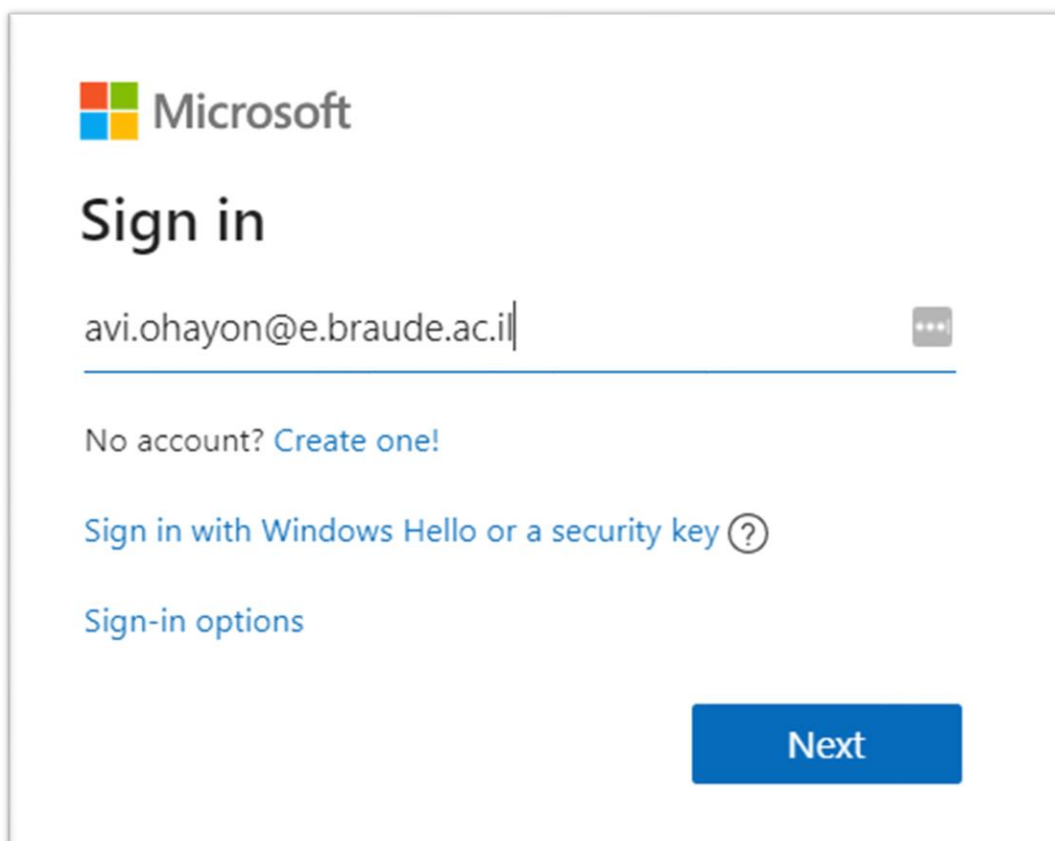 Microsoft
Sign in
avi.ohayon@e.braude.ac.il
No account? Create one!
Sign in with Windows Hello or a security key ?
Sign-in options
Next